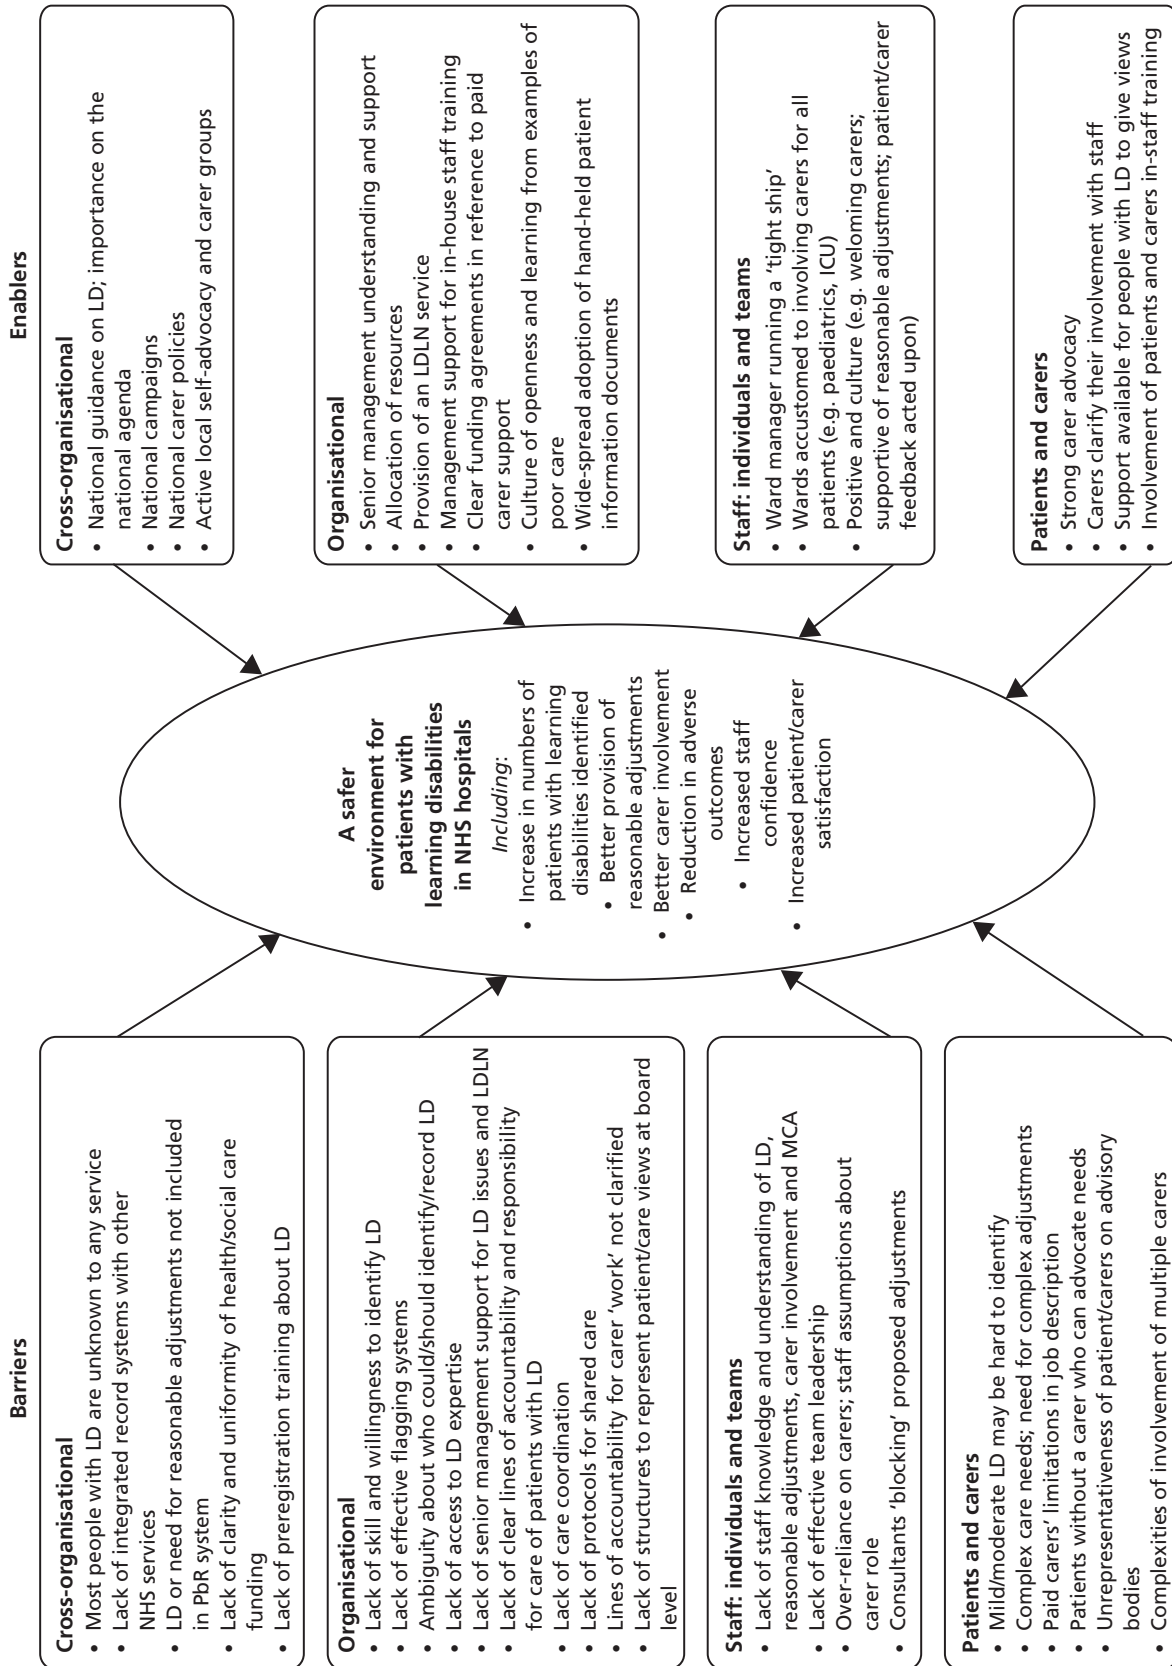 Barriers
Cross-organisational
• Most people with LD are unknown to any service
• Lack of integrated record systems with other
NHS services
• LD or need for reasonable adjustments not included
in PbR system
• Lack of clarity and uniformity of health/social care
funding
• Lack of preregistration training about LD
Organisational
• Lack of skill and willingness to identify LD
• Lack of effective flagging systems
• Ambiguity about who could/should identify/record LD
• Lack of access to LD expertise
• Lack of senior management support for LD issues and LDLN
• Lack of clear lines of accountability and responsibility
for care of patients with LD
• Lack of care coordination
• Lack of protocols for shared care
• Lines of accountability for carer ‘work’ not clarified
• Lack of structures to represent patient/care views at board
level
Staff: individuals and teams
• Lack of staff knowledge and understanding of LD,
reasonable adjustments, carer involvement and MCA
• Lack of effective team leadership
• Over-reliance on carers; staff assumptions about
carer role
• Consultants ‘blocking’ proposed adjustments
Patients and carers
• Mild/moderate LD may be hard to identify
• Complex care needs; need for complex adjustments
• Paid carers’ limitations in job description
• Patients without a carer who can advocate needs
• Unrepresentativeness of patient/carers on advisory
bodies
• Complexities of involvement of multiple carers
A safer
environment for
patients with
learning disabilities
in NHS hospitals
Including:
• Increase in numbers of
patients with learning
disabilities identified
• Better provision of
reasonable adjustments
• Better carer involvement
• Reduction in adverse
outcomes
• Increased staff
confidence
• Increased patient/carer
satisfaction
Enablers
Cross-organisational
• National guidance on LD; importance on the
national agenda
• National campaigns
• National carer policies
• Active local self-advocacy and carer groups
Organisational
• Senior management understanding and support
• Allocation of resources
• Provision of an LDLN service
• Management support for in-house staff training
• Clear funding agreements in reference to paid
carer support
• Culture of openness and learning from examples of
poor care
• Wide-spread adoption of hand-held patient
information documents
Staff: individuals and teams
• Ward manager running a ‘tight ship’
• Wards accustomed to involving carers for all
patients (e.g. paediatrics, ICU)
• Positive and culture (e.g. weloming carers;
supportive of reasonable adjustments; patient/carer
feedback acted upon)
Patients and carers
• Strong carer advocacy
• Carers clarify their involvement with staff
• Support available for people with LD to give views
• Involvement of patients and carers in-staff training